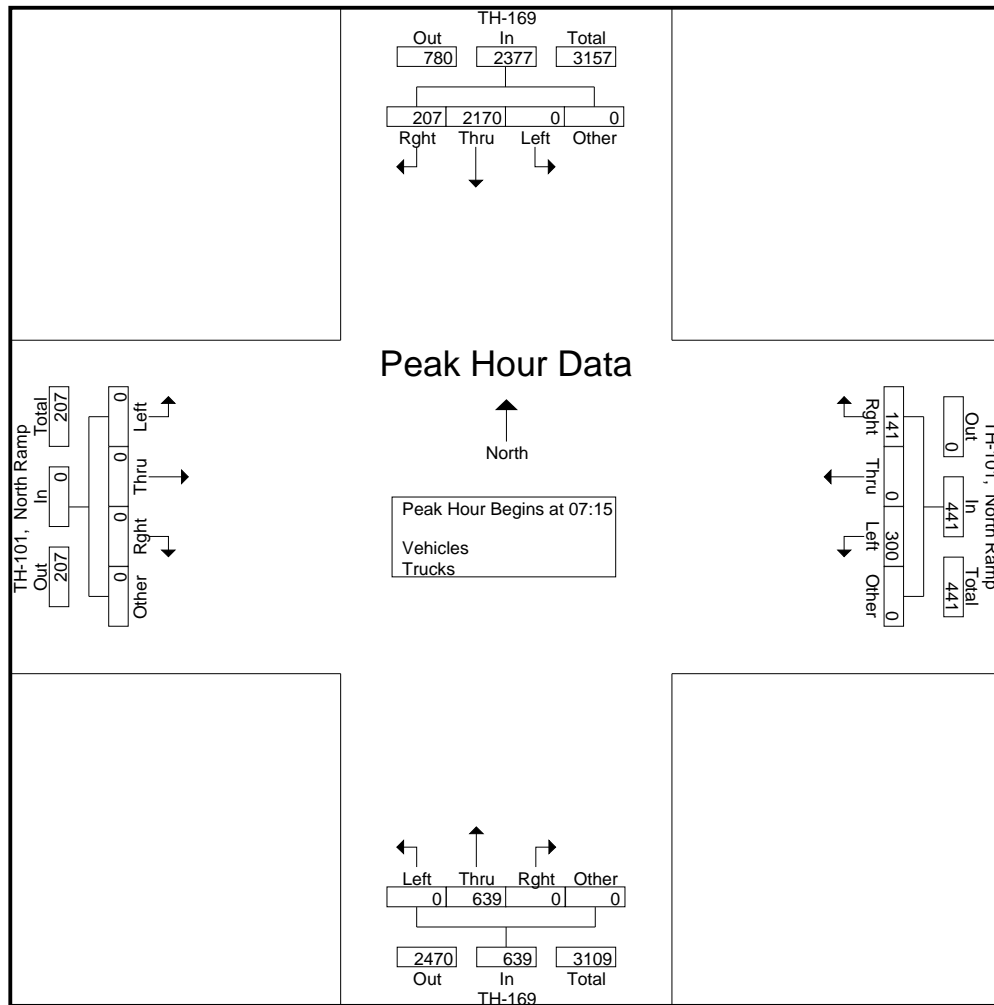 TH-169
Out In Total
780 2377 3157
207 2170 0 0
Rght Thru Left Other
Peak Hour Data
North
Peak Hour Begins at 07:15
Vehicles
Trucks
TH-101, North Ramp
Out In Total
207 0 207
Left Thru Rght Other
0 0 0 0
TH-101, North Ramp
Out In Total
0 441 441
Rght Thru Left Other
141 0 300 0
Left Thru Rght Other
0 639 0 0
2470 639 3109
Out In Total
TH-169